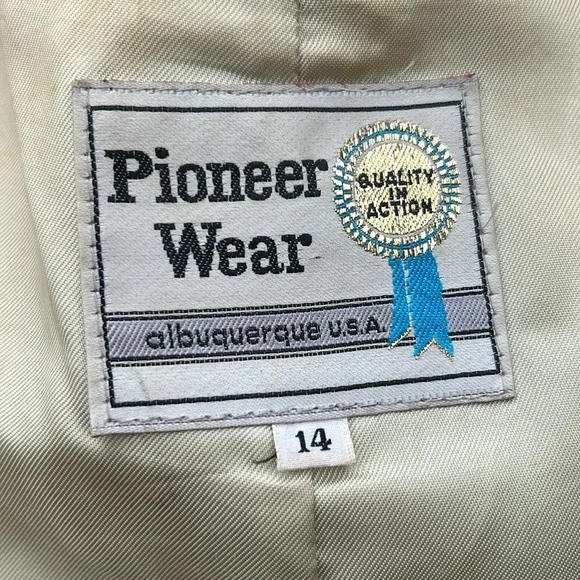 Pioneer
Wear
QUALITY
IN
ACTION
albuquerque U.S.A.
14